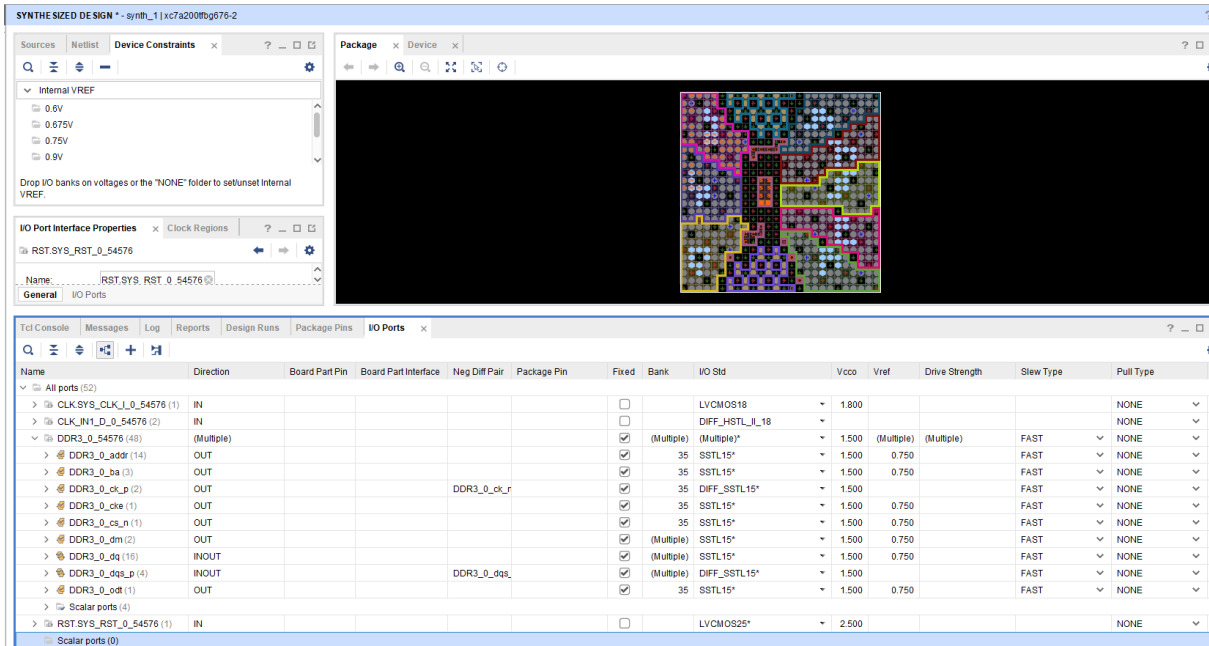 SYNTHESIZED DESIGN * - synth_1 | xc7a200tfbg676-2
Sources Netlist Device Constraints
Internal VREF
0.6V
0.675V
0.75V
0.9V
Drop I/O banks on voltages or the "NONE" folder to set/unset Internal
VREF.
I/O Port Interface Properties Clock Regions
RST.SYS_RST_0_54576
Name: RST.SYS_RST_0_54576
General I/O Ports
Package Device
Tcl Console Messages Log Reports Design Runs Package Pins I/O Ports
Name Direction Board Part Pin Board Part Interface Neg Diff Pair Package Pin Fixed Bank I/O Std Vcco Vref Drive Strength Slew Type Pull Type
All ports (52)
CLK.SYS_CLK_I_0_54576 (1) IN LVCMOS18 1.800 NONE
CLK_IN1_D_0_54576 (2) IN DIFF_HSTL_II_18 NONE
DDR3_0_54576 (48) (Multiple) (Multiple) (Multiple)* 1.500 (Multiple) (Multiple) FAST NONE
DDR3_0_addr (14) OUT 35 SSTL15* 1.500 0.750 FAST NONE
DDR3_0_ba (3) OUT 35 SSTL15* 1.500 0.750 FAST NONE
DDR3_0_ck_p (2) OUT DDR3_0_ck_n 35 DIFF_SSTL15* 1.500 FAST NONE
DDR3_0_cke (1) OUT 35 SSTL15* 1.500 0.750 FAST NONE
DDR3_0_cs_n (1) OUT 35 SSTL15* 1.500 0.750 FAST NONE
DDR3_0_dm (2) OUT (Multiple) SSTL15* 1.500 0.750 FAST NONE
DDR3_0_dq (16) INOUT (Multiple) SSTL15* 1.500 0.750 FAST NONE
DDR3_0_dqs_p (4) INOUT DDR3_0_dqs_ (Multiple) DIFF_SSTL15* 1.500 FAST NONE
DDR3_0_odt (1) OUT 35 SSTL15* 1.500 0.750 FAST NONE
Scalar ports (4)
RST.SYS_RST_0_54576 (1) IN LVCMOS25* 2.500 NONE
Scalar ports (0)